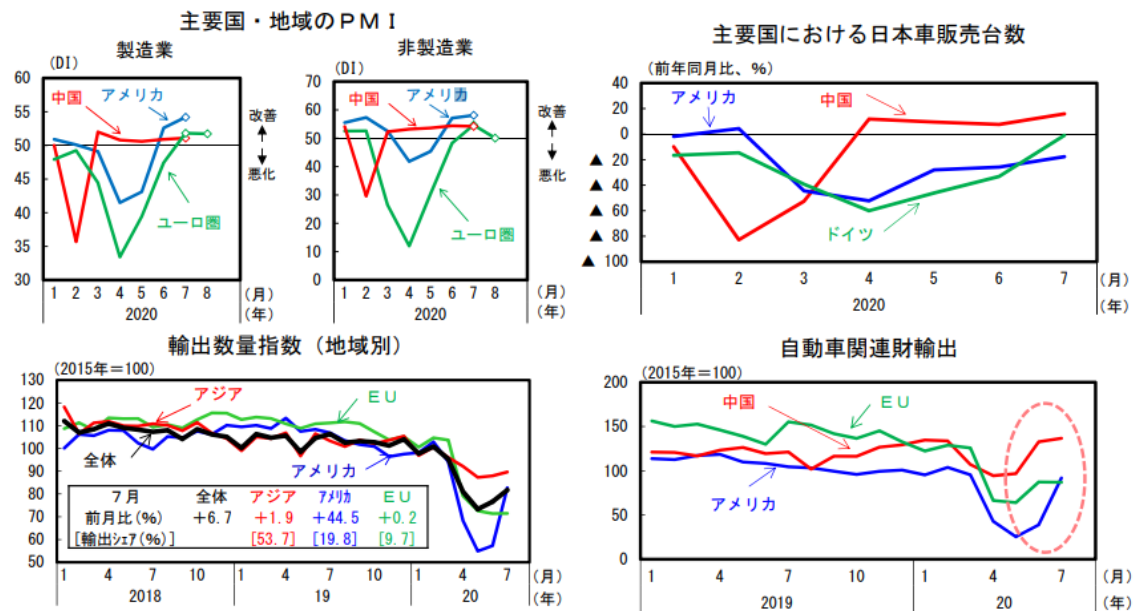 主要国・地域のＰＭＩ
製造業
(DI)
60
55
50
45
40
35
30
中国
アメリカ
ユーロ圏
改善
悪化
1 2 3 4 5 6 7 8 (月)
2020 (年)
非製造業
(DI)
70
60
50
40
30
20
10
0
中国
アメリカ
ユーロ圏
改善
悪化
1 2 3 4 5 6 7 8 (月)
2020 (年)
主要国における日本車販売台数
(前年同月比、%)
40
20
0
▲ 20
▲ 40
▲ 60
▲ 80
▲ 100
アメリカ
中国
ドイツ
1 2 3 4 5 6 7 (月)
2020 (年)
輸出数量指数（地域別）
(2015年＝100)
130
120
110
100
90
80
70
60
50
アジア
ＥＵ
全体
アメリカ
７月 全体 アジア ｱﾒﾘｶ ＥＵ
前月比(%) +6.7 +1.9 +44.5 +0.2
[輸出ｼｪｱ(%)] [53.7] [19.8] [9.7]
1 4 7 10 1 4 7 10 1 4 7 (月)
2018 19 20 (年)
自動車関連財輸出
(2015年＝100)
200
150
100
50
0
中国
ＥＵ
アメリカ
1 4 7 10 1 4 7 (月)
2019 20 (年)